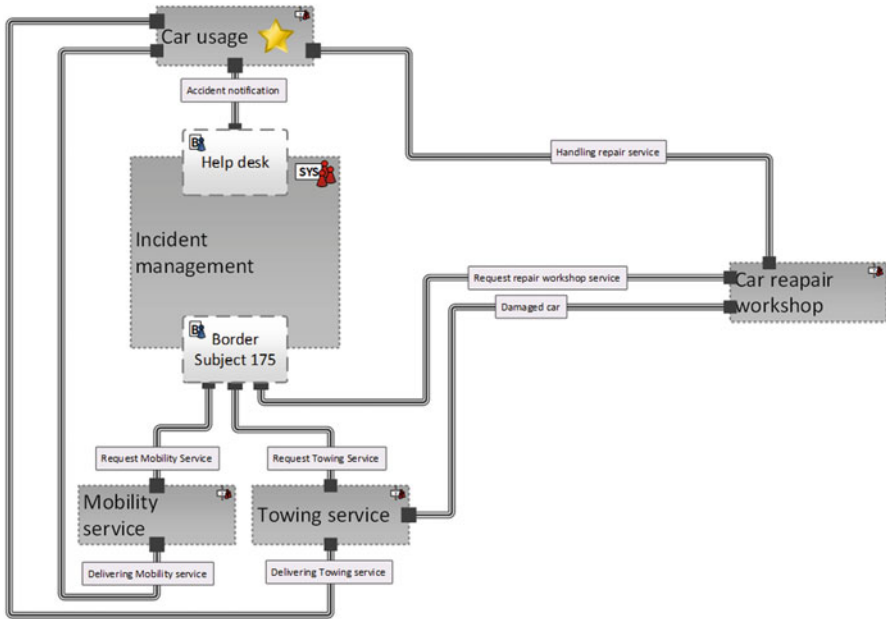 Car usage
Accident notification
B
Help desk
SYS
Handling repair service
Incident
management
Request repair workshop service
Car reapair
workshop
Damaged car
B
Border
Subject 175
Request Mobility Service
Request Towing Service
Mobility
service
Towing service
Delivering Mobility service
Delivering Towing service